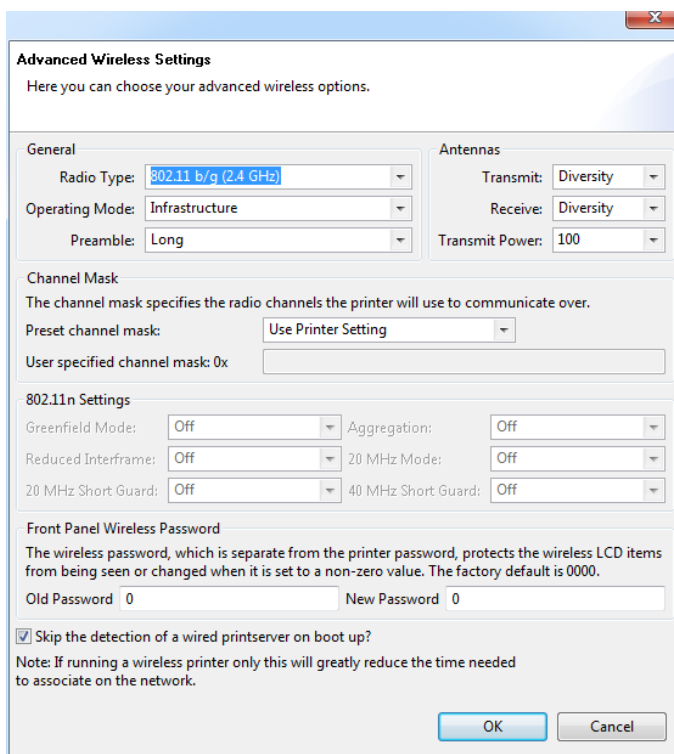 Advanced Wireless Settings
Here you can choose your advanced wireless options.
General
Radio Type: 802.11 b/g (2.4 GHz)
Operating Mode: Infrastructure
Preamble: Long
Antennas
Transmit: Diversity
Receive: Diversity
Transmit Power: 100
Channel Mask
The channel mask specifies the radio channels the printer will use to communicate over.
Preset channel mask: Use Printer Setting
User specified channel mask: 0x
802.11n Settings
Greenfield Mode: Off Aggregation: Off
Reduced Interframe: Off 20 MHz Mode: Off
20 MHz Short Guard: Off 40 MHz Short Guard: Off
Front Panel Wireless Password
The wireless password, which is separate from the printer password, protects the wireless LCD items
from being seen or changed when it is set to a non-zero value. The factory default is 0000.
Old Password 0 New Password 0
Skip the detection of a wired printserver on boot up?
Note: If running a wireless printer only this will greatly reduce the time needed
to associate on the network.
OK Cancel